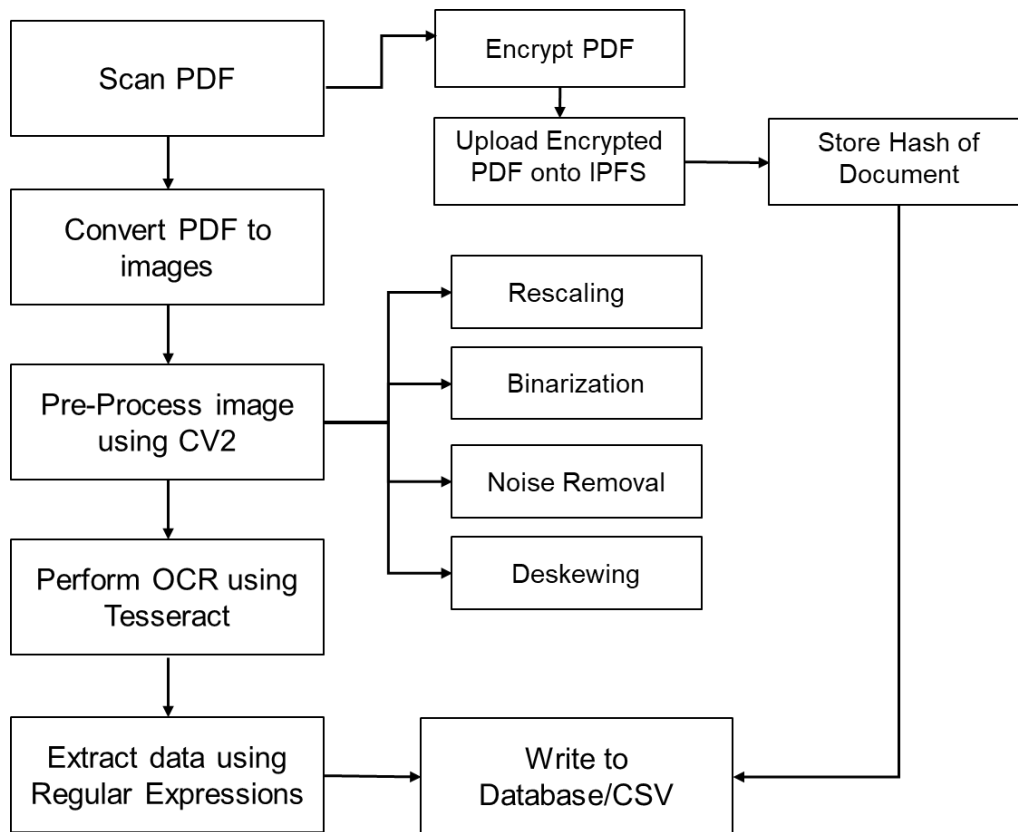 Scan PDF
Encrypt PDF
Upload Encrypted
PDF onto IPFS
Store Hash of
Document
Convert PDF to
images
Rescaling
Binarization
Pre-Process image
using CV2
Noise Removal
Deskewing
Perform OCR using
Tesseract
Extract data using
Regular Expressions
Write to
Database/CSV